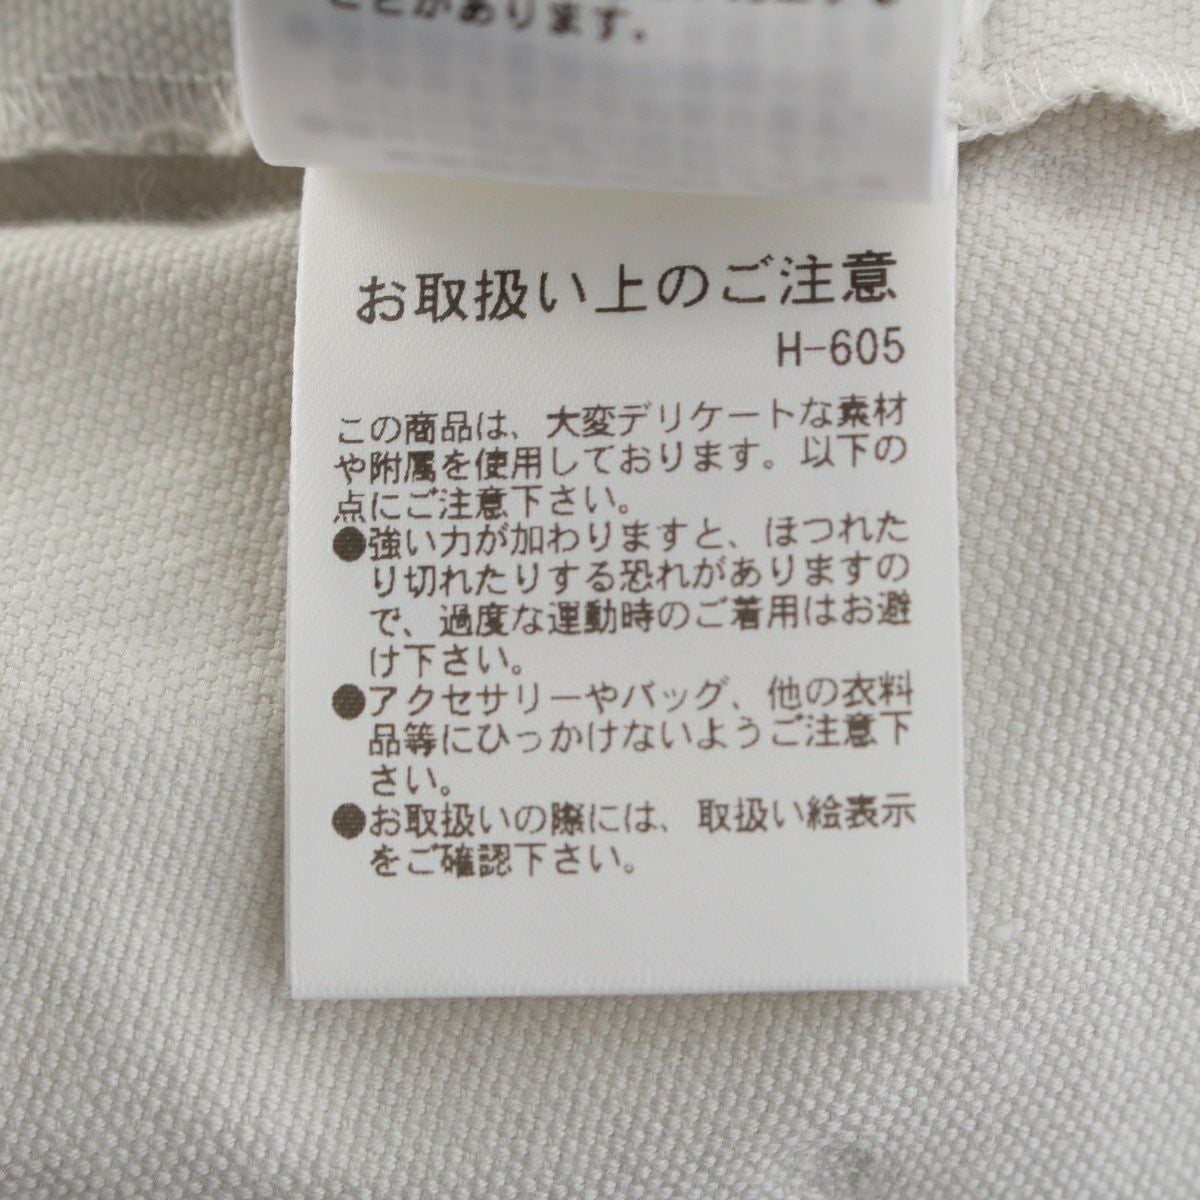 ことがあります。
お取扱い上のご注意
H-605
この商品は、大変デリケートな素材
や附属を使用しております。以下の
点にご注意下さい。
●強い力が加わりますと、ほつれた
り切れたりする恐れがありますの
で、過度な運動時のご着用はお避
け下さい。
●アクセサリーやバッグ、他の衣料
品等にひっかけないようご注意下
さい。
●お取扱いの際には、取扱い絵表示
をご確認下さい。